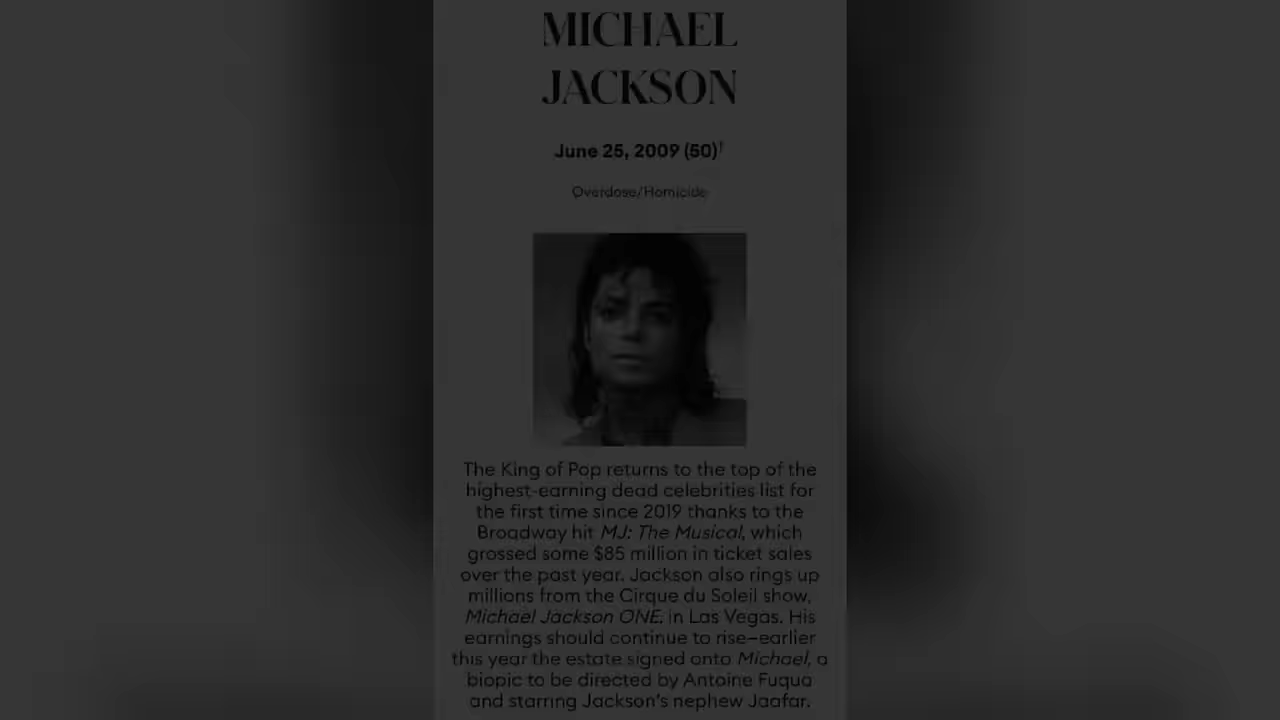 MICHAEL
JACKSON
June 25, 2009 (50)†
Overdose/Homicide
The King of Pop returns to the top of the
highest-earning dead celebrities list for
the first time since 2019 thanks to the
Broadway hit MJ: The Musical, which
grossed some $85 million in ticket sales
over the past year. Jackson also rings up
millions from the Cirque du Soleil show,
Michael Jackson ONE, in Las Vegas. His
earnings should continue to rise—earlier
this year the estate signed onto Michael, a
biopic to be directed by Antoine Fuqua
and starring Jackson's nephew Jaafar.